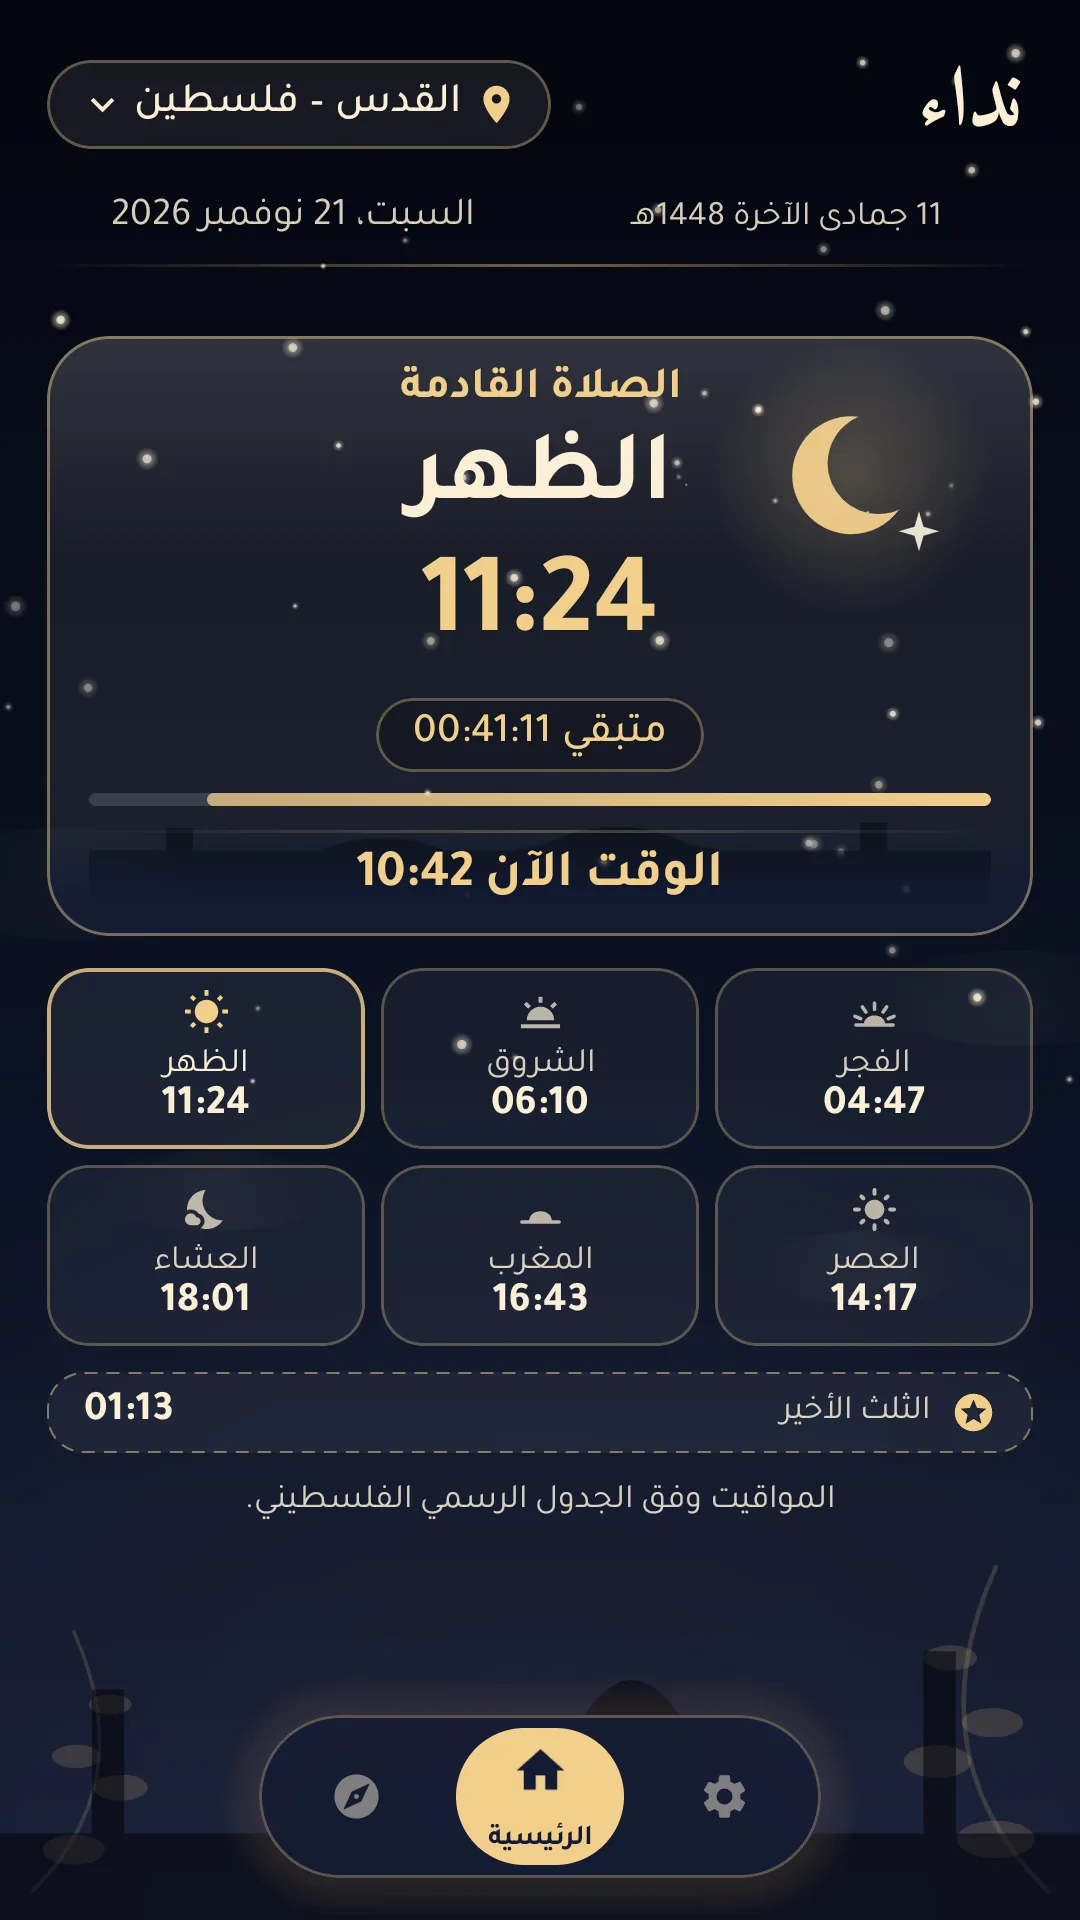 نداء
القدس - فلسطين
11 جمادى الآخرة 1448هـ
السبت، 21 نوفمبر 2026
الصلاة القادمة
الظهر
11:24
متبقي 00:41:11
الوقت الآن 10:42
الفجر
04:47
الشروق
06:10
الظهر
11:24
العصر
14:17
المغرب
16:43
العشاء
18:01
الثلث الأخير
01:13
المواقيت وفق الجدول الرسمي الفلسطيني.
الرئيسية